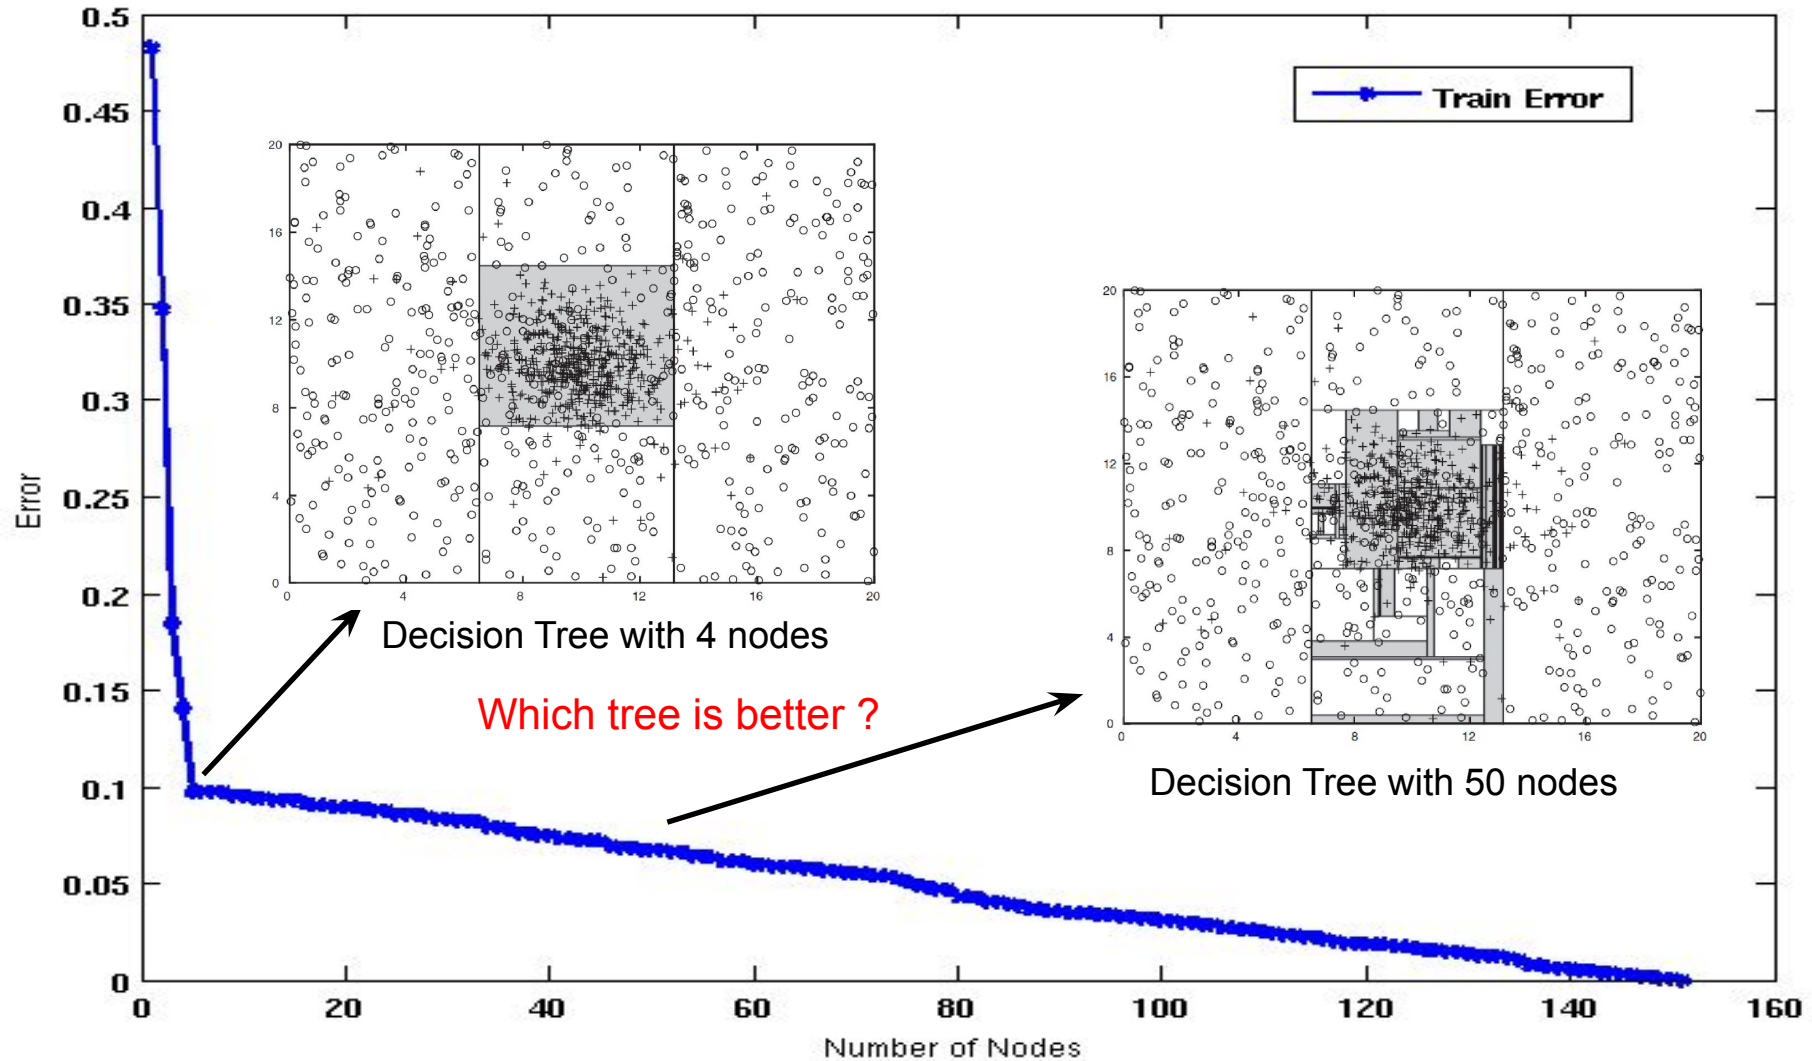 0.5
0.45
0.4
0.35
0.3
0.25
0.2
0.15
0.1
0.05
0
Error
0 20 40 60 80 100 120 140 160
Number of Nodes
Train Error
20
16
12
8
4
0
0 4 8 12 16 20
Decision Tree with 4 nodes
Which tree is better ?
20
16
12
8
4
0
0 4 8 12 16 20
Decision Tree with 50 nodes